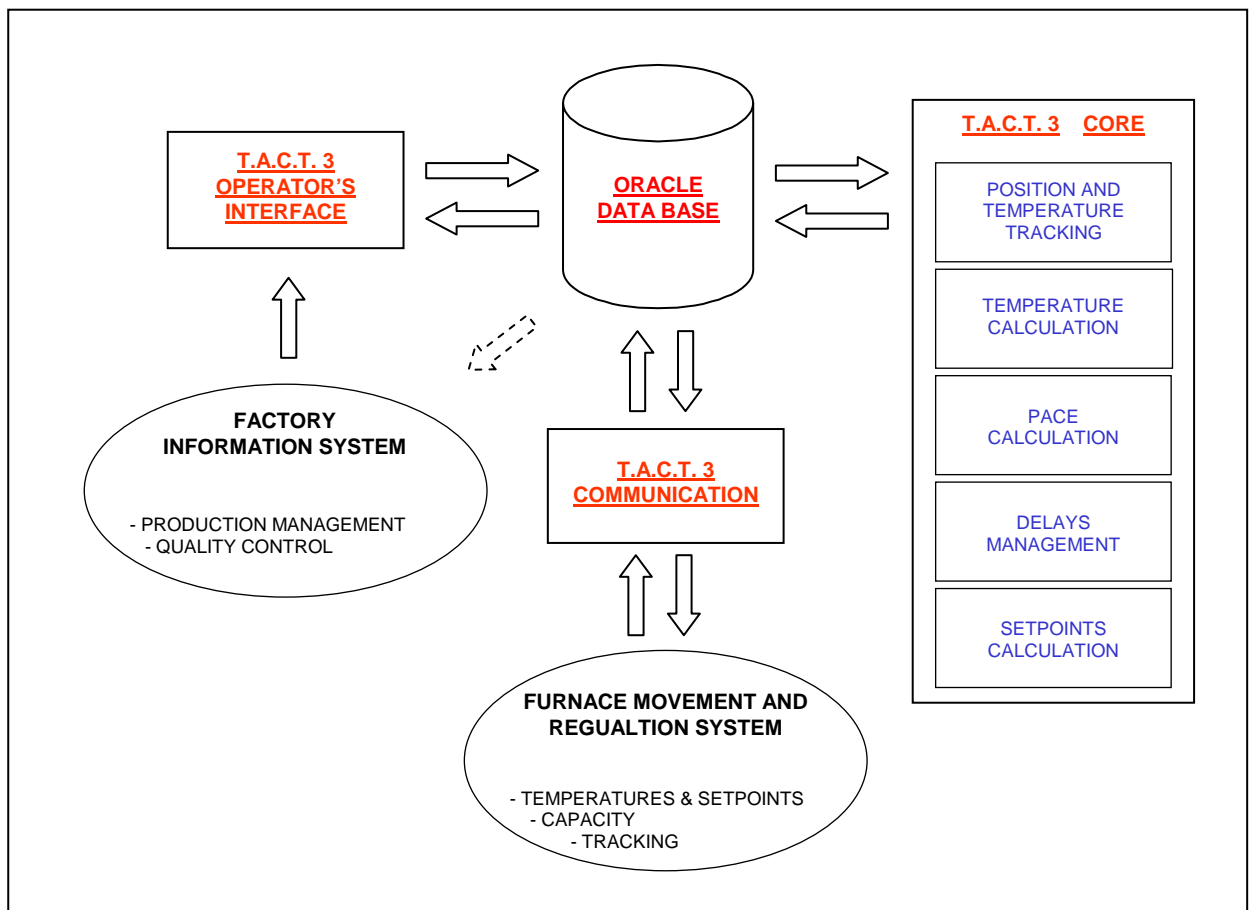 T.A.C.T. 3
OPERATOR'S
INTERFACE
ORACLE
DATA BASE
T.A.C.T. 3 CORE
POSITION AND
TEMPERATURE
TRACKING
TEMPERATURE
CALCULATION
PACE
CALCULATION
DELAYS
MANAGEMENT
SETPOINTS
CALCULATION
FACTORY
INFORMATION SYSTEM
- PRODUCTION MANAGEMENT
- QUALITY CONTROL
T.A.C.T. 3
COMMUNICATION
FURNACE MOVEMENT AND
REGUALTION SYSTEM
- TEMPERATURES & SETPOINTS
- CAPACITY
- TRACKING